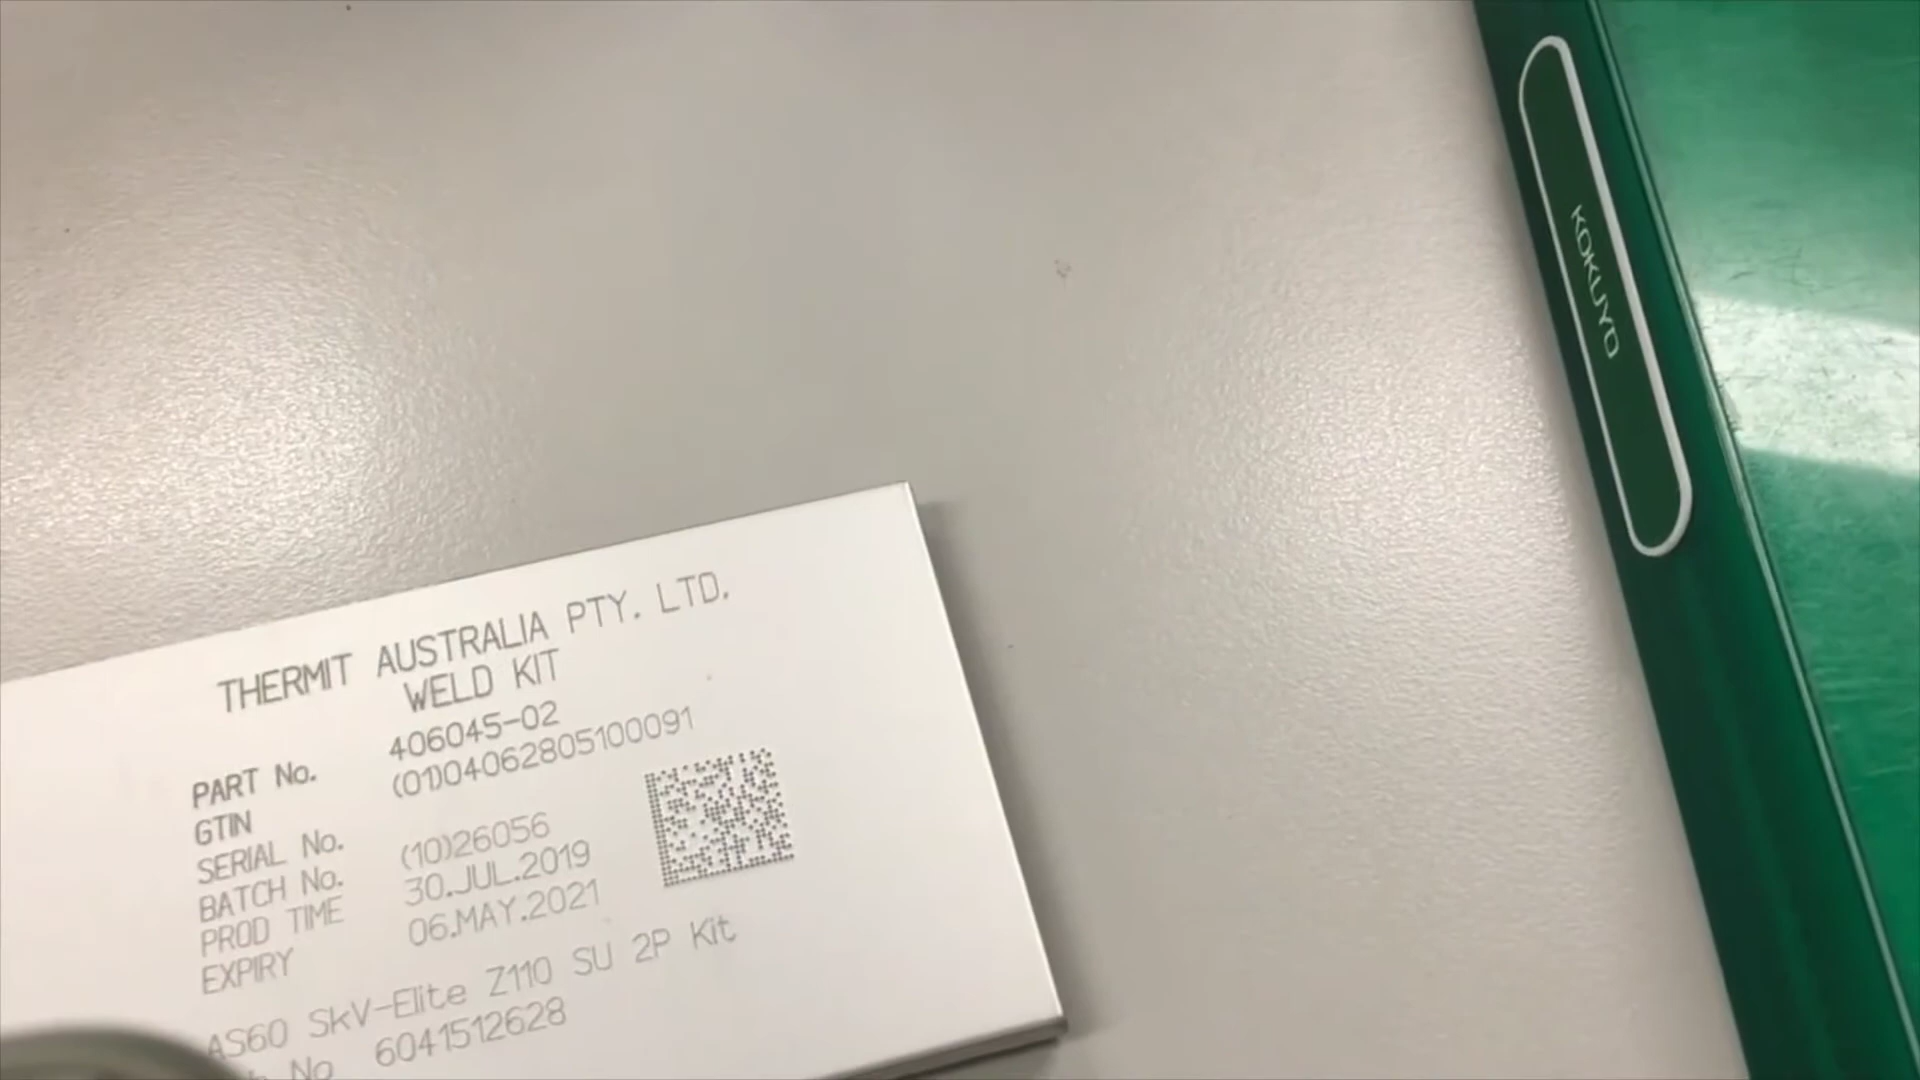 THERMIT AUSTRALIA PTY. LTD.
WELD KIT
PART No. 406045-02
GTIN (01)04062805100091
SERIAL No.
BATCH No. (10)26056
PROD TIME 30.JUL.2019
EXPIRY 06.MAY.2021
AS60 SkV-Elite Z110 SU 2P Kit
No 6041512628
KOKUYO